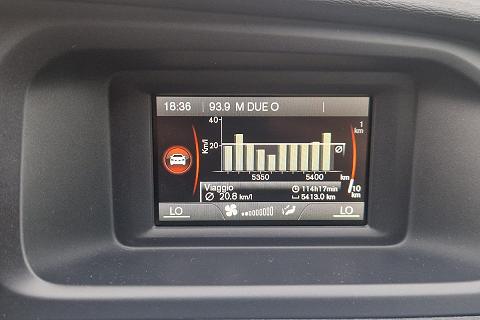 18:36 93.9 M DUE O
40
20
Km/l
1 km
Ø
5350 5400 km
/10 km
Viaggio 114h17min
Ø 20.8 km/l 5413.0 km
LO LO